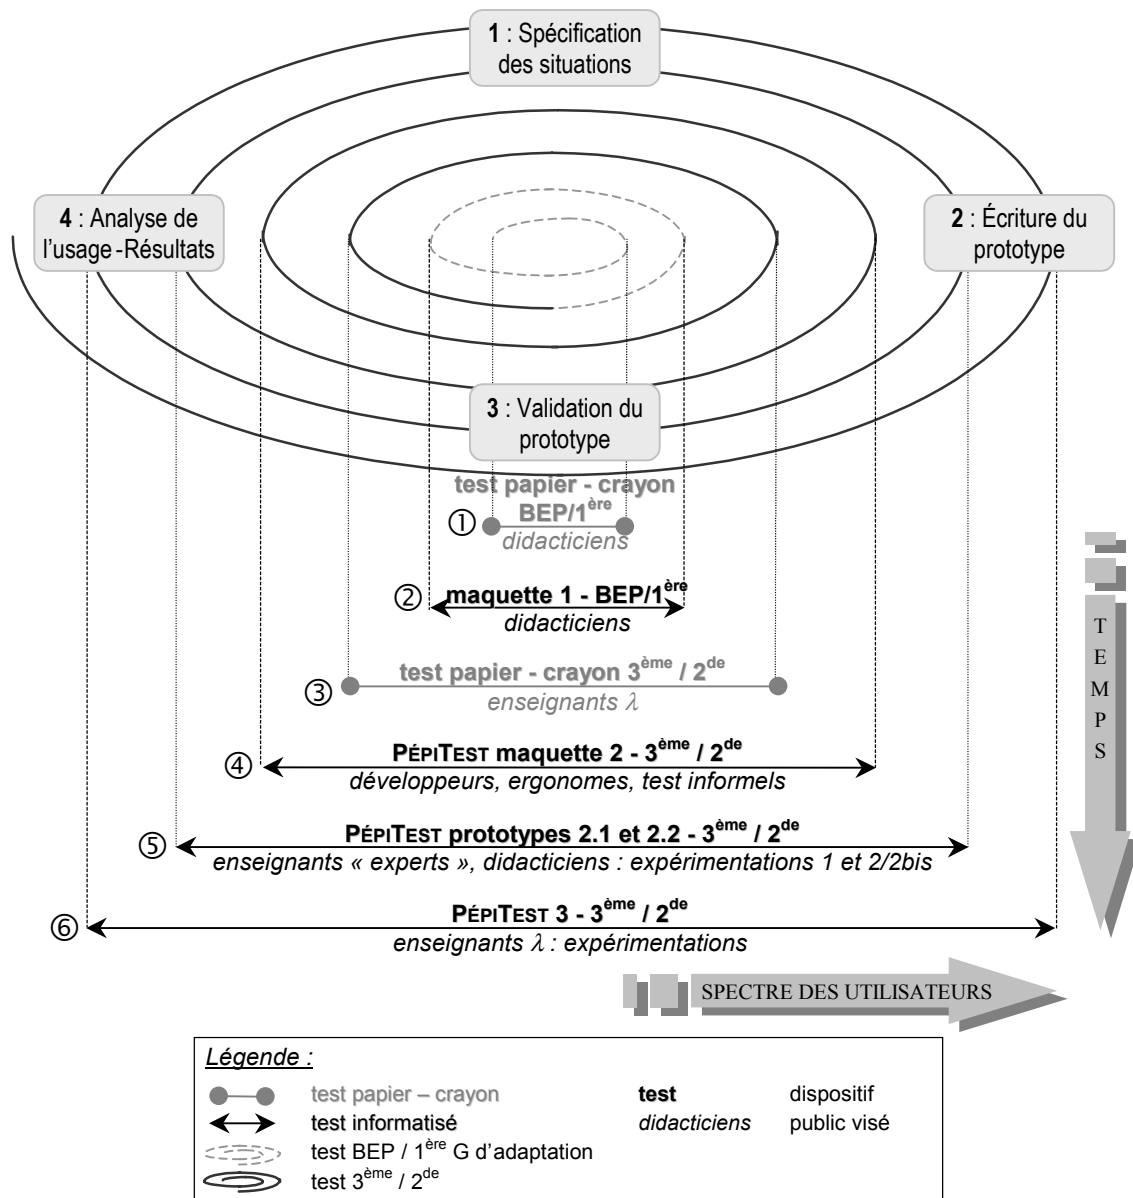 1 : Spécification
des situations
4 : Analyse de
l’usage -Résultats
2 : Écriture du
prototype
3 : Validation du
prototype
test papier - crayon
BEP/1ère
①
didacticiens
② maquette 1 - BEP/1ère
didacticiens
test papier - crayon 3ème / 2de
③
enseignants λ
PÉPITEST maquette 2 - 3ème / 2de
④
développeurs, ergonomes, test informels
PÉPITEST prototypes 2.1 et 2.2 - 3ème / 2de
⑤
enseignants « experts », didacticiens : expérimentations 1 et 2/2bis
PÉPITEST 3 - 3ème / 2de
⑥
enseignants λ : expérimentations
TEMPS
SPECTRE DES UTILISATEURS
Légende :
test papier – crayon test dispositif
test informatisé didacticiens public visé
test BEP / 1ère G d’adaptation
test 3ème / 2de